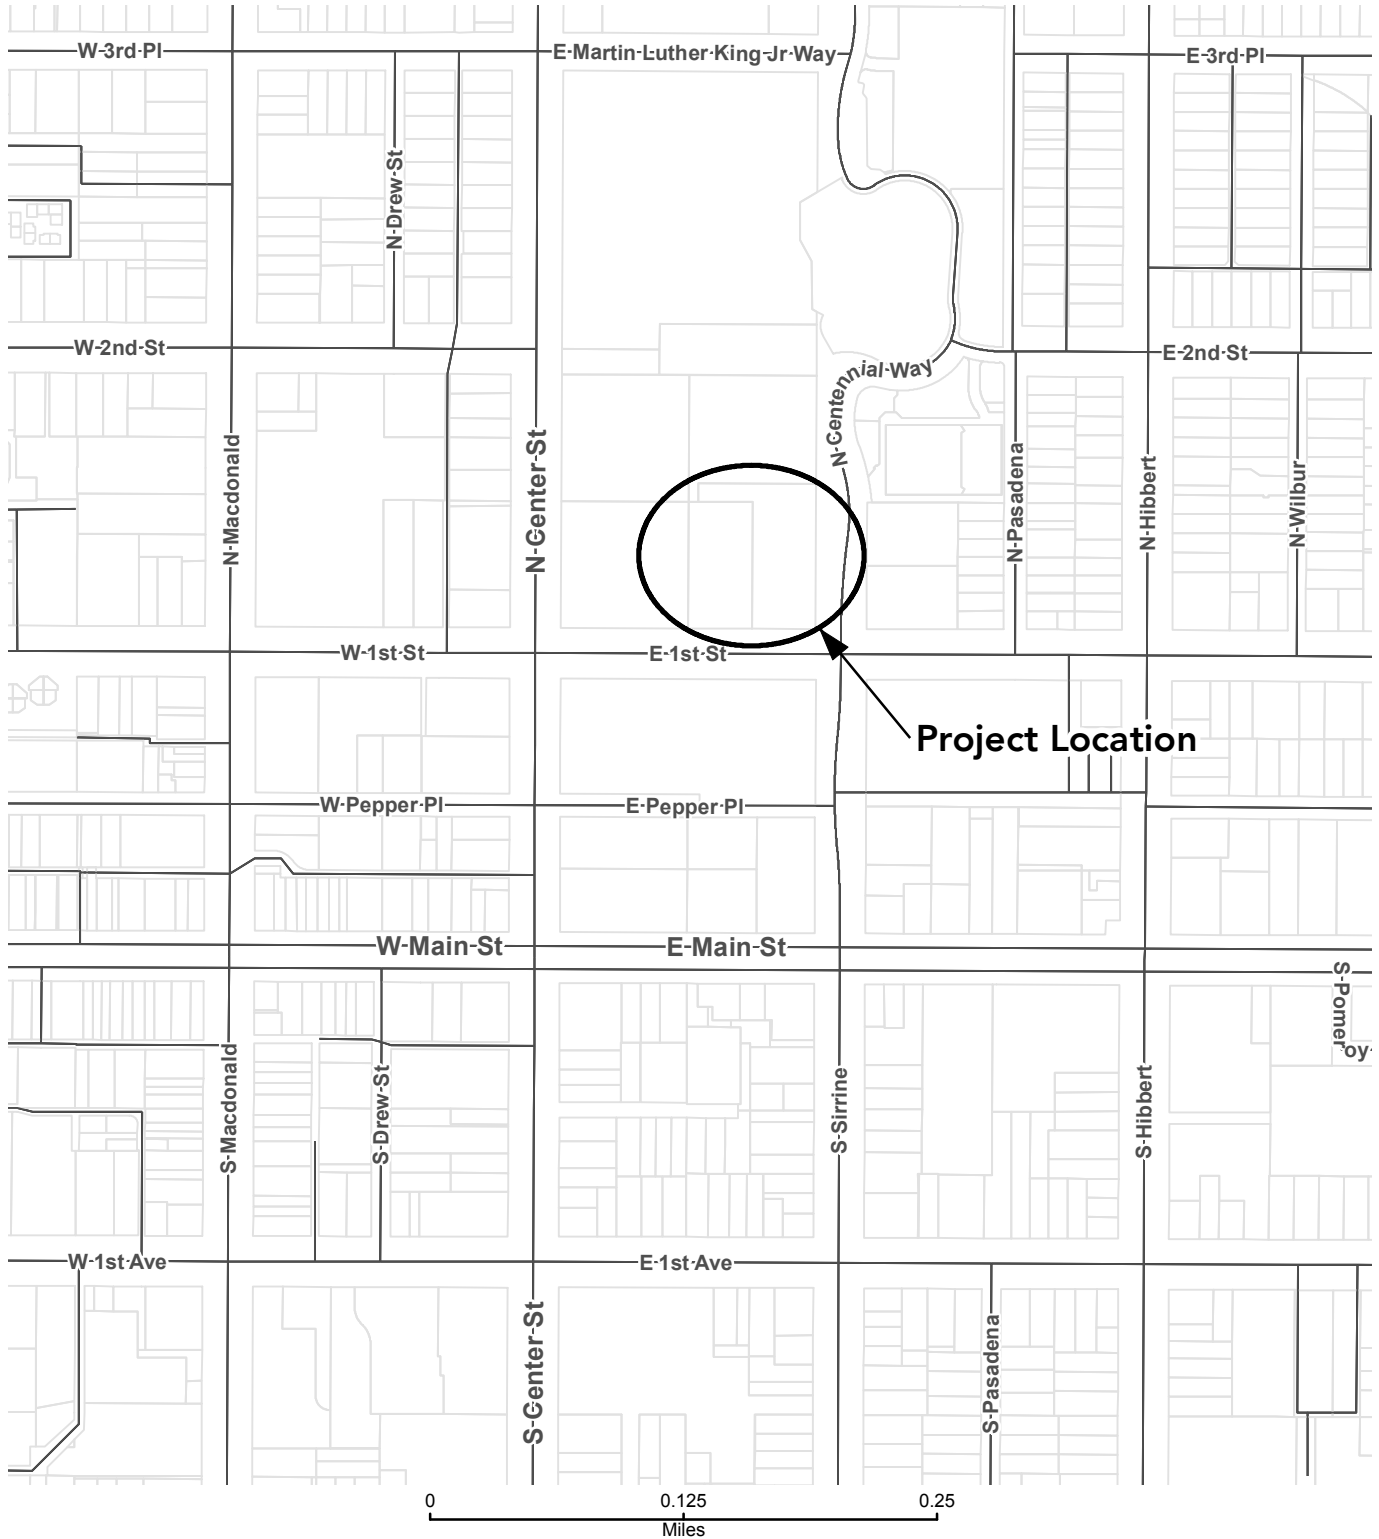 W 3rd Pl
E Martin Luther King Jr Way
E 3rd Pl
N Drew St
W 2nd St
E 2nd St
N Centennial Way
N Macdonald
N Center St
N Pasadena
N Hibbert
N Wilbur
W 1st St
E 1st St
Project Location
W Pepper Pl
E Pepper Pl
W Main St
E Main St
S Pomeroy
S Macdonald
S Drew St
S Sirrine
S Hibbert
W 1st Ave
E 1st Ave
S Center St
S Pasadena
0
0.125
0.25
Miles